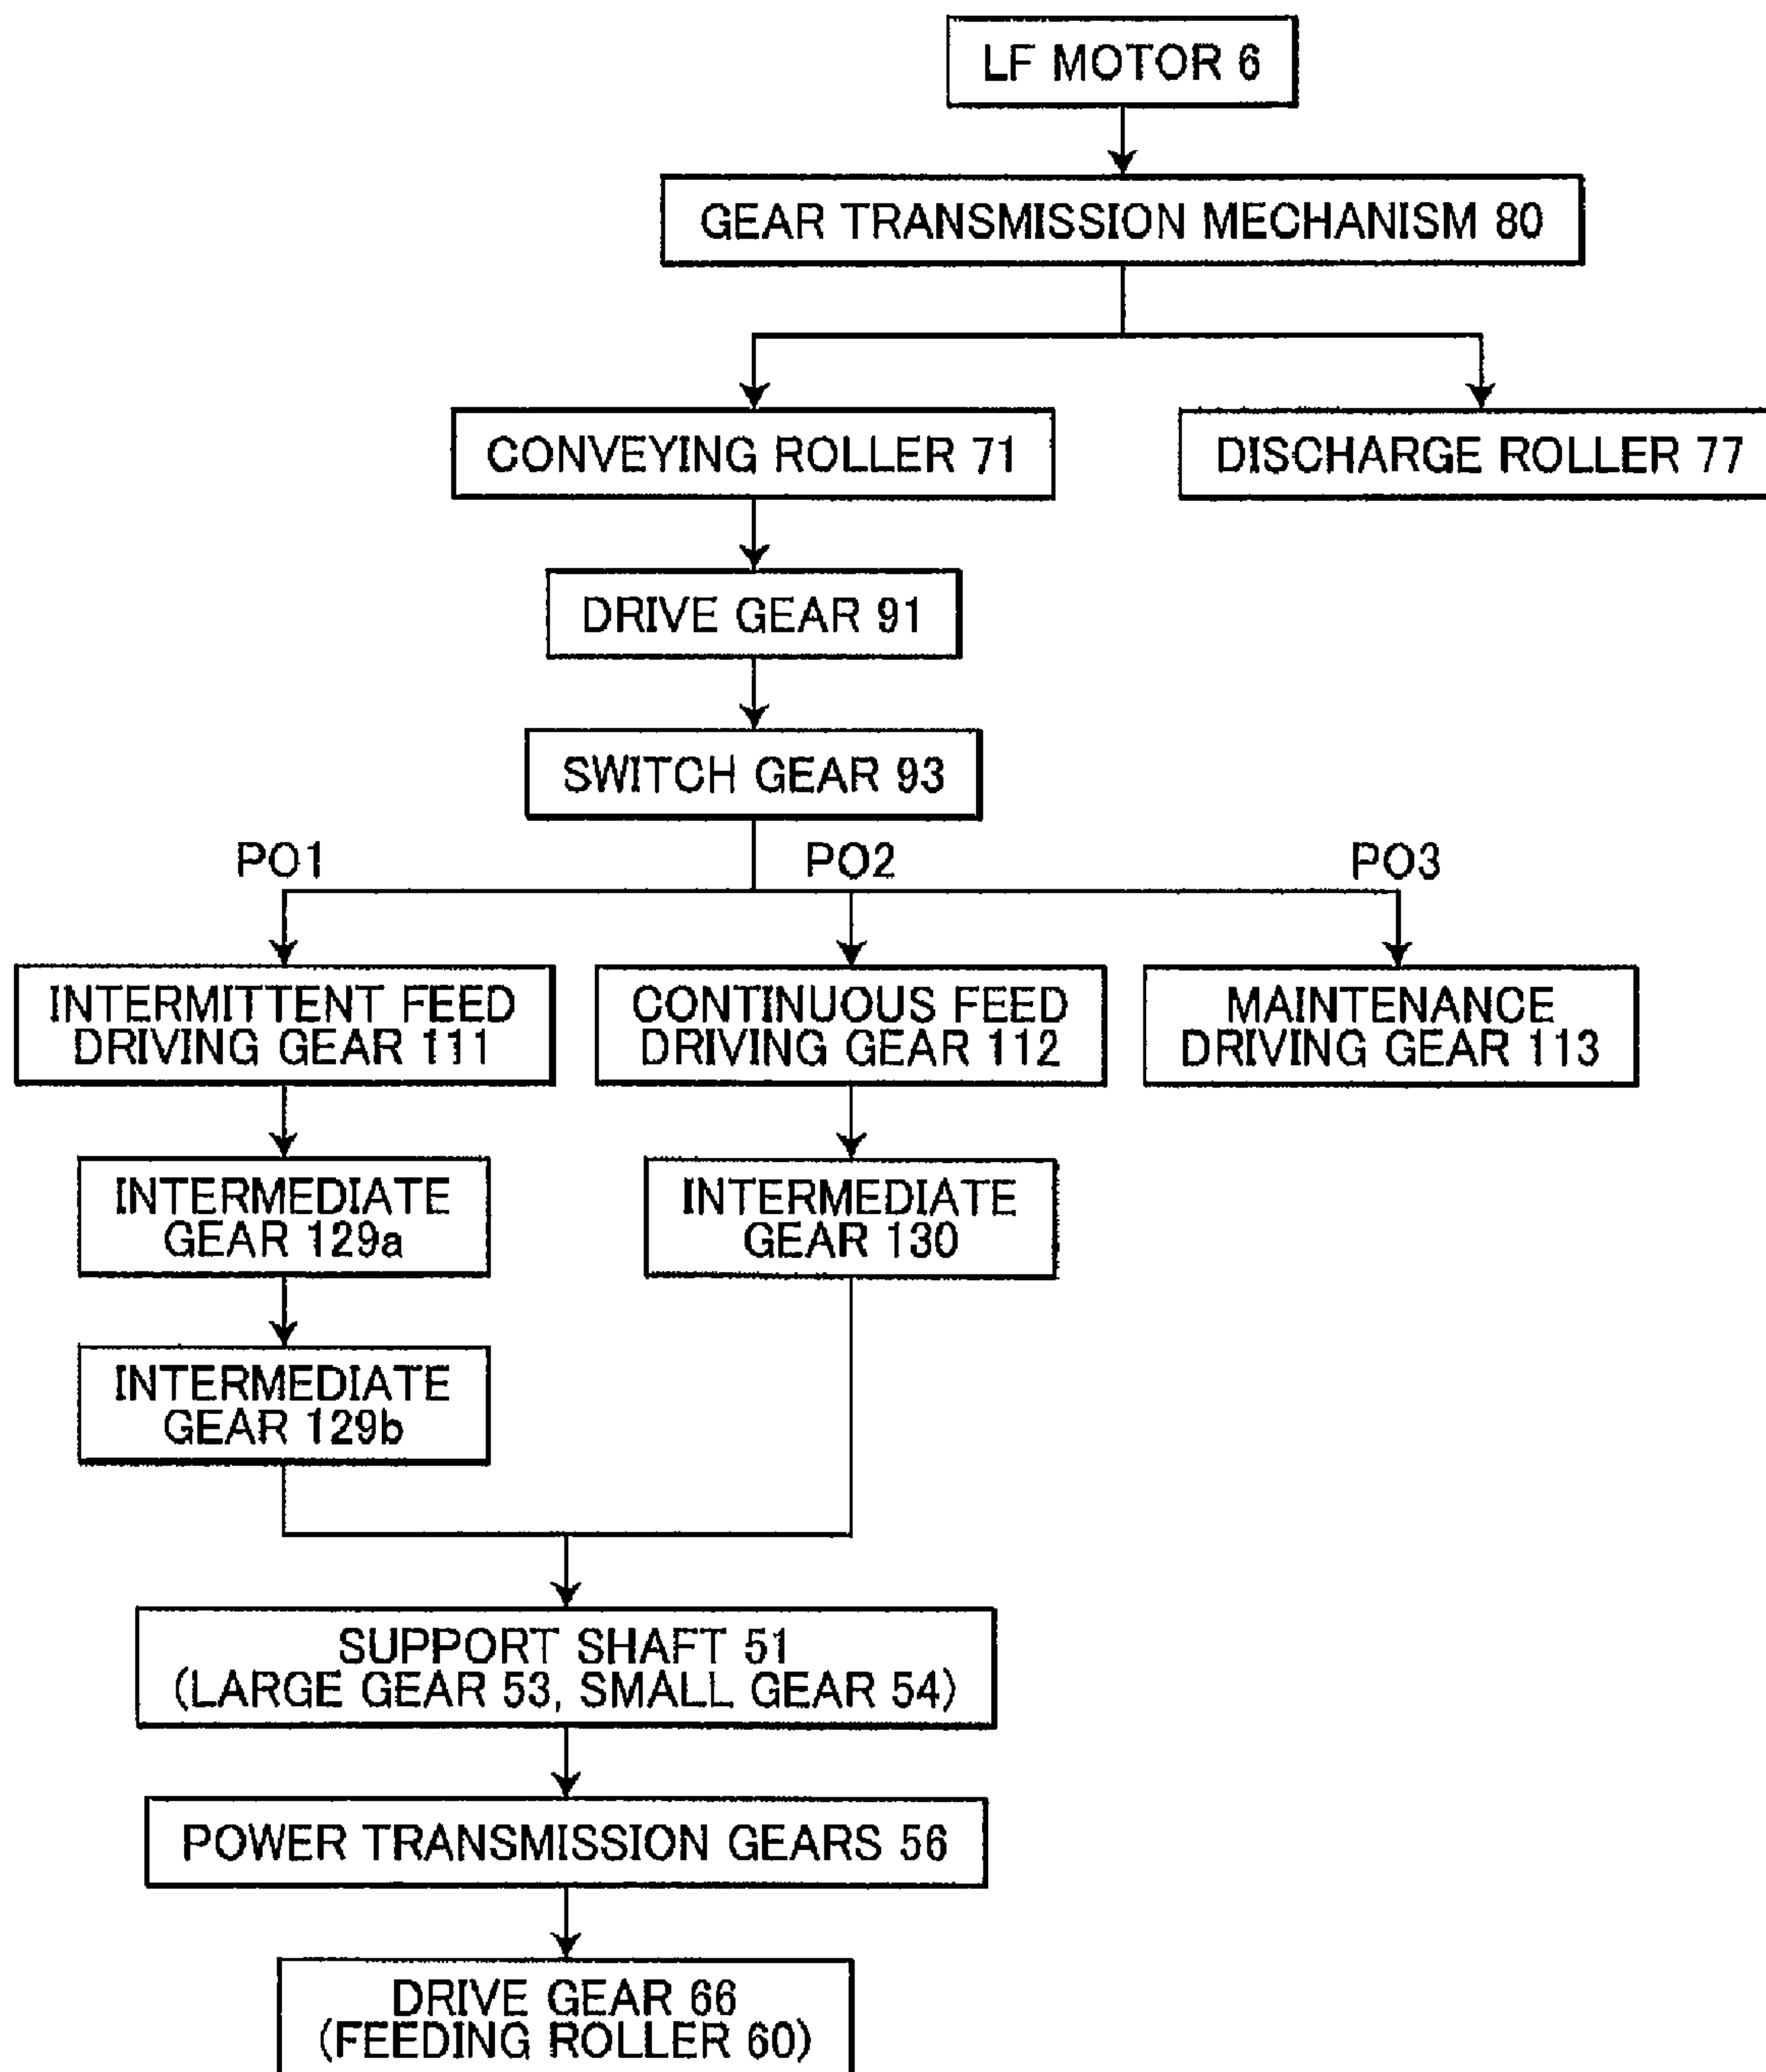 LF MOTOR 6
GEAR TRANSMISSION MECHANISM 80
CONVEYING ROLLER 71
DISCHARGE ROLLER 77
DRIVE GEAR 91
SWITCH GEAR 93
PO1
PO2
PO3
INTERMITTENT FEED
DRIVING GEAR 111
CONTINUOUS FEED
DRIVING GEAR 112
MAINTENANCE
DRIVING GEAR 113
INTERMEDIATE
GEAR 129a
INTERMEDIATE
GEAR 130
INTERMEDIATE
GEAR 129b
SUPPORT SHAFT 51
(LARGE GEAR 53, SMALL GEAR 54)
POWER TRANSMISSION GEARS 56
DRIVE GEAR 66
(FEEDING ROLLER 60)